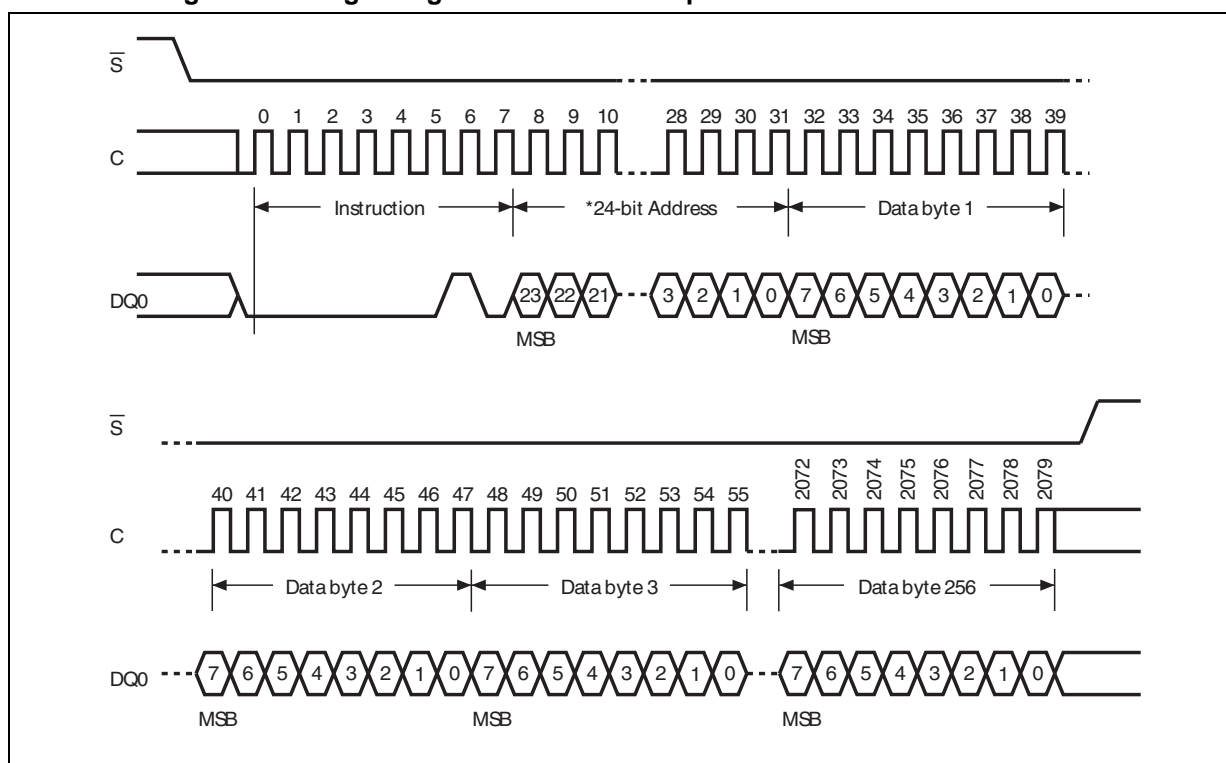 S
0 1 2 3 4 5 6 7 8 9 10 28 29 30 31 32 33 34 35 36 37 38 39
C
Instruction *24-bit Address Data byte 1
DQ0 23 22 21 3 2 1 0 7 6 5 4 3 2 1 0
MSB MSB
S
40 41 42 43 44 45 46 47 48 49 50 51 52 53 54 55 2072 2073 2074 2075 2076 2077 2078 2079
C
Data byte 2 Data byte 3 Data byte 256
DQ0 7 6 5 4 3 2 1 0 7 6 5 4 3 2 1 0 7 6 5 4 3 2 1 0
MSB MSB MSB